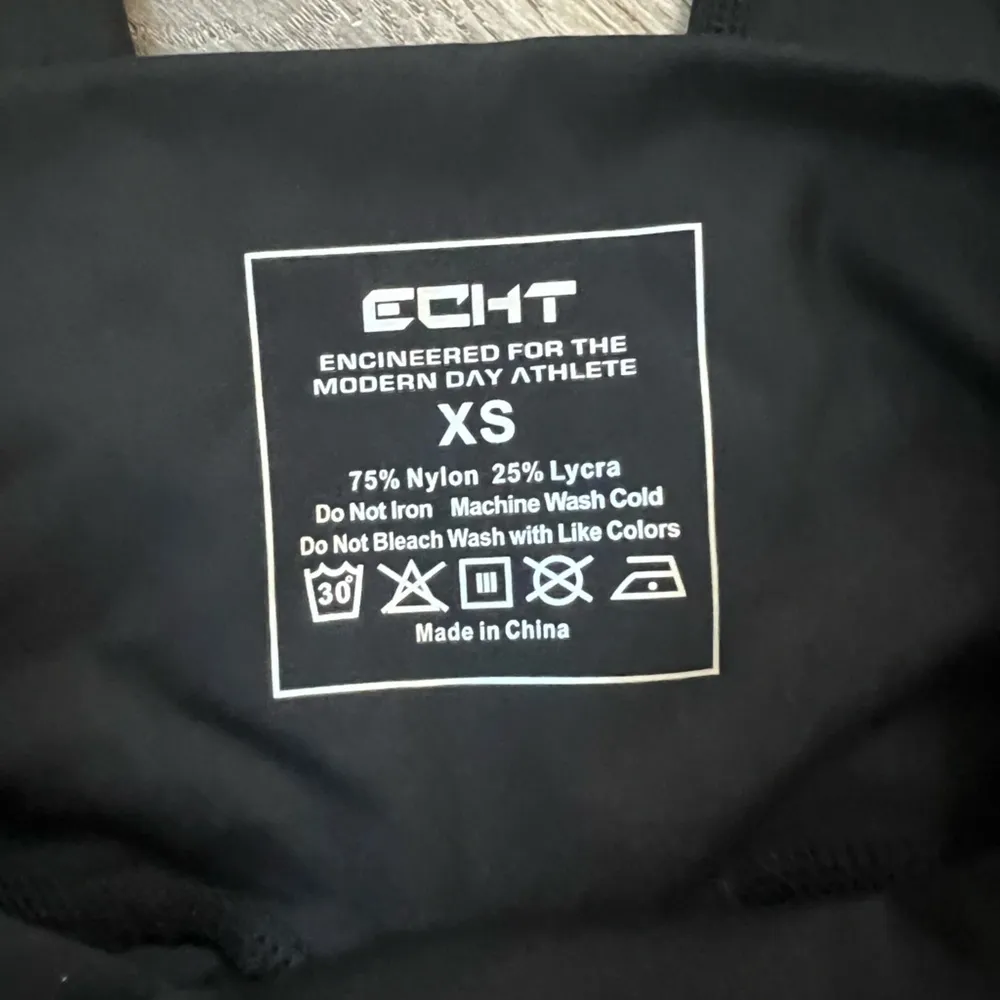 ECHT
ENCINEERED FOR THE
MODERN DAY ATHLETE
XS
75% Nylon 25% Lycra
Do Not Iron Machine Wash Cold
Do Not Bleach Wash with Like Colors
30°
Made in China